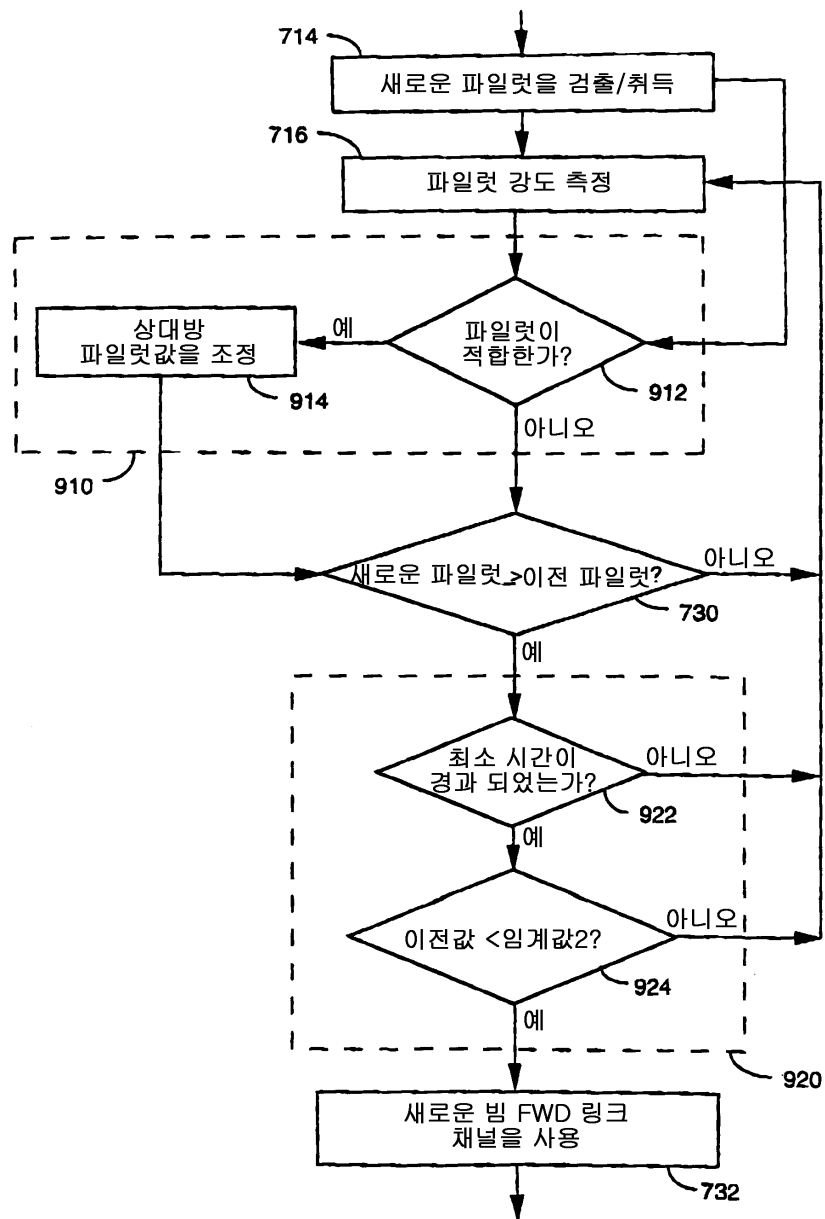 714
새로운 파일럿을 검출/취득
716
파일럿 강도 측정
상대방
파일럿값을 조정
914
예
파일럿이
적합한가?
912
아니오
910
새로운 파일럿_>이전 파일럿?
아니오
730
예
최소 시간이
경과 되었는가?
아니오
922
예
이전값 <임계값2?
아니오
924
예
920
새로운 빔 FWD 링크
채널을 사용
732